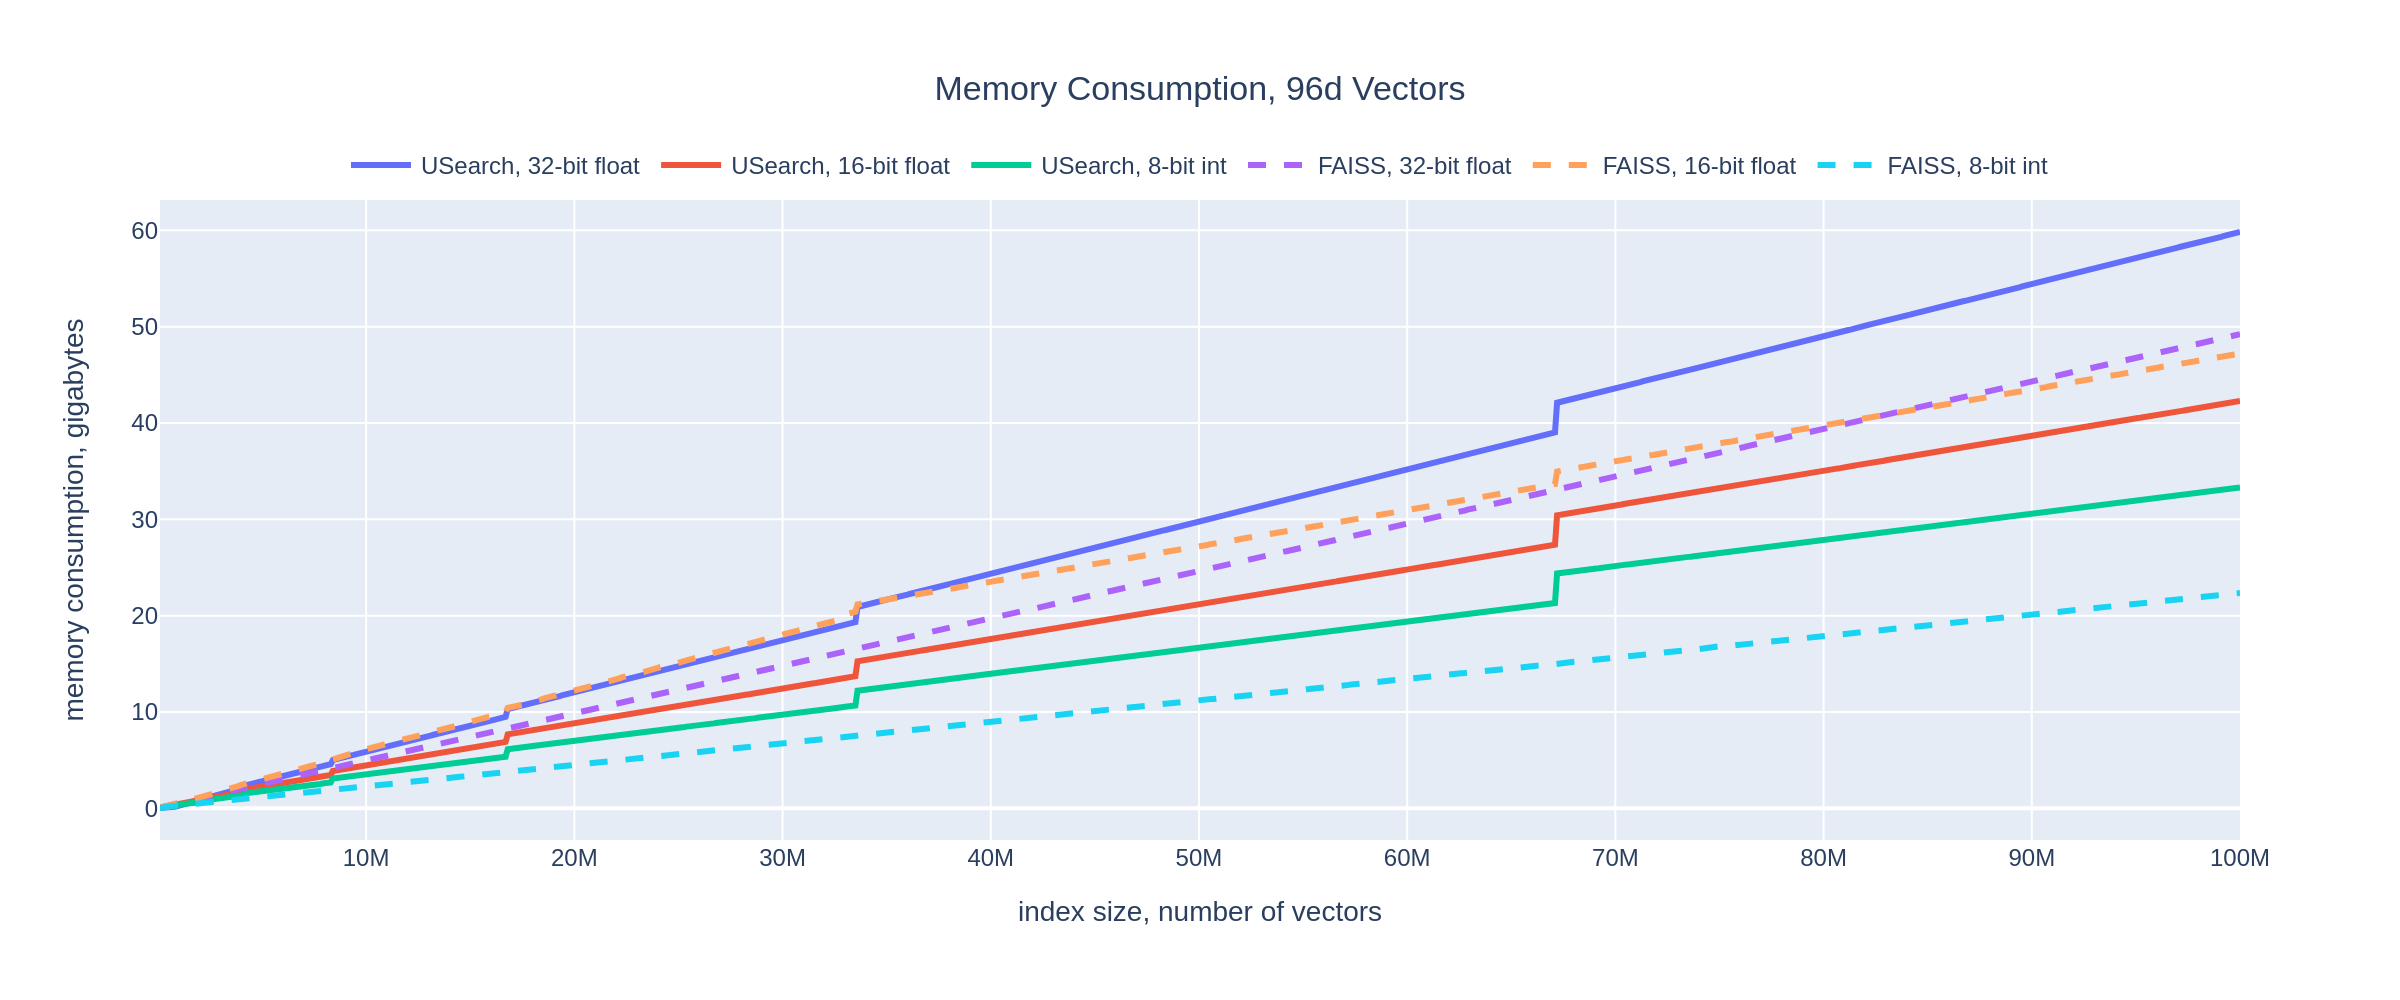 Memory Consumption, 96d Vectors
USearch, 32-bit float USearch, 16-bit float USearch, 8-bit int FAISS, 32-bit float FAISS, 16-bit float FAISS, 8-bit int
memory consumption, gigabytes
60
50
40
30
20
10
0
10M 20M 30M 40M 50M 60M 70M 80M 90M 100M
index size, number of vectors